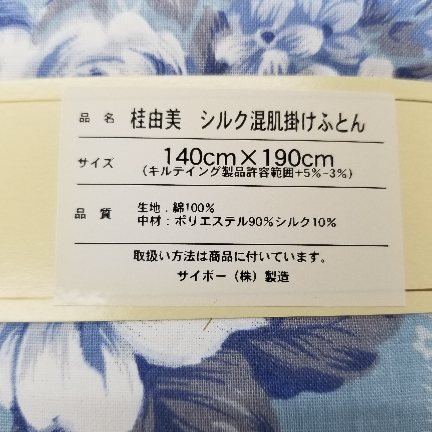 品名 桂由美 シルク混肌掛けふとん
サイズ 140cm×190cm
(キルテイング製品許容範囲+5%-3%)
品質 生地：綿100%
中材：ポリエステル90%シルク10%
取扱い方法は商品に付いています。
サイボー(株)製造